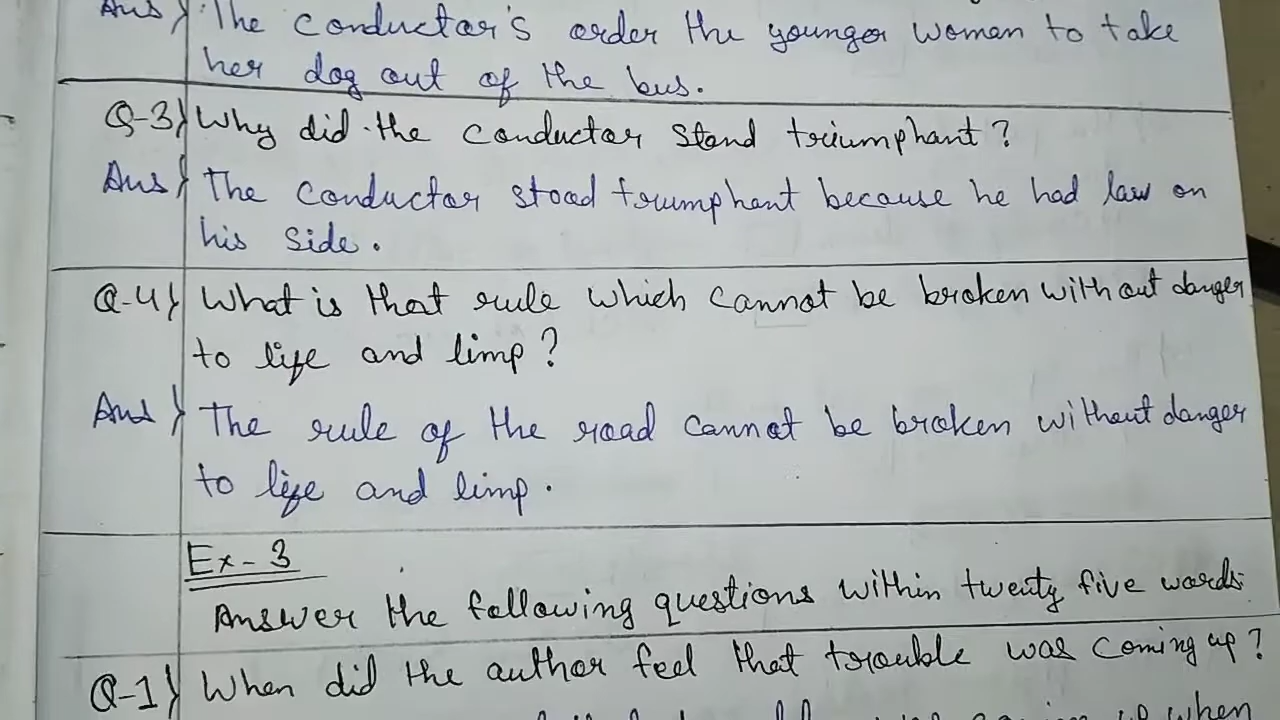 Ans} The conductor's order the younger woman to take
her dog out of the bus.
Q-3} Why did the conductor stand triumphant?
Ans} The conductor stood trumphant because he had law on
his side.
Q-4} What is that rule which cannot be broken without danger
to life and limp?
Ans} The rule of the road cannot be broken without danger
to life and limp.
Ex-3
Answer the following questions within twenty five words.
Q-1} When did the author feel that trouble was coming up?
when